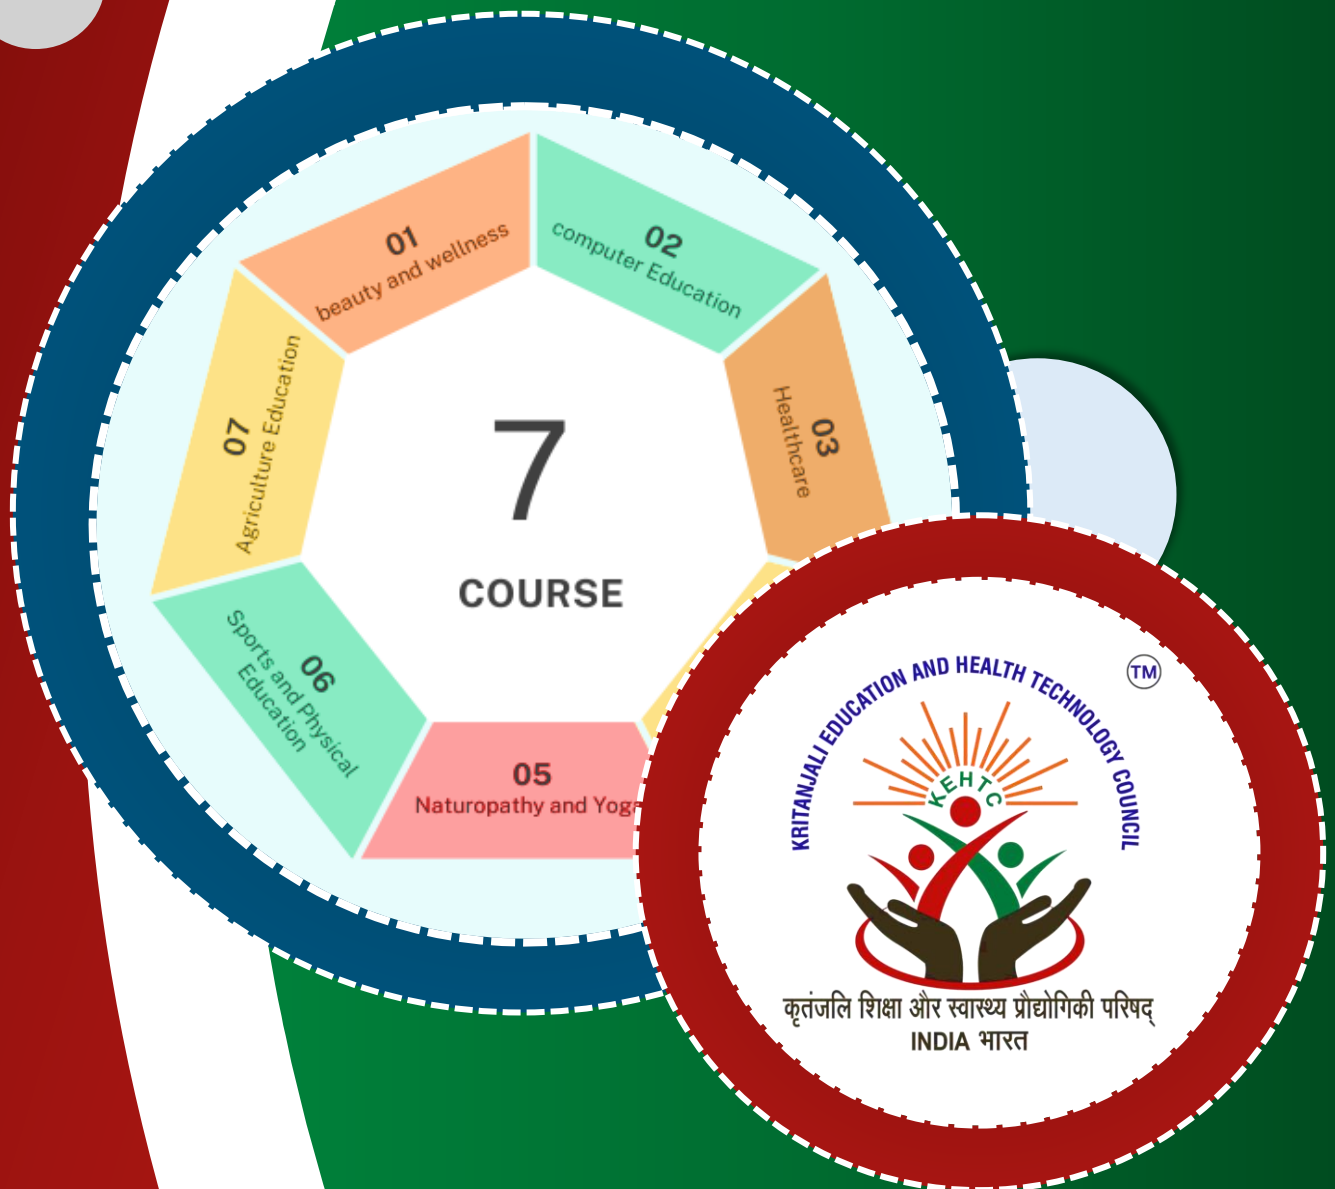 01
beauty and wellness
02
computer Education
03
Healthcare
07
Agriculture Education
7
COURSE
06
Sports and Physical
Education
05
Naturopathy and Yoga
TM
KRITANJALI EDUCATION AND HEALTH TECHNOLOGY COUNCIL
KEHTC
कृतंजलि शिक्षा और स्वास्थ्य प्रौद्योगिकी परिषद्
INDIA भारत